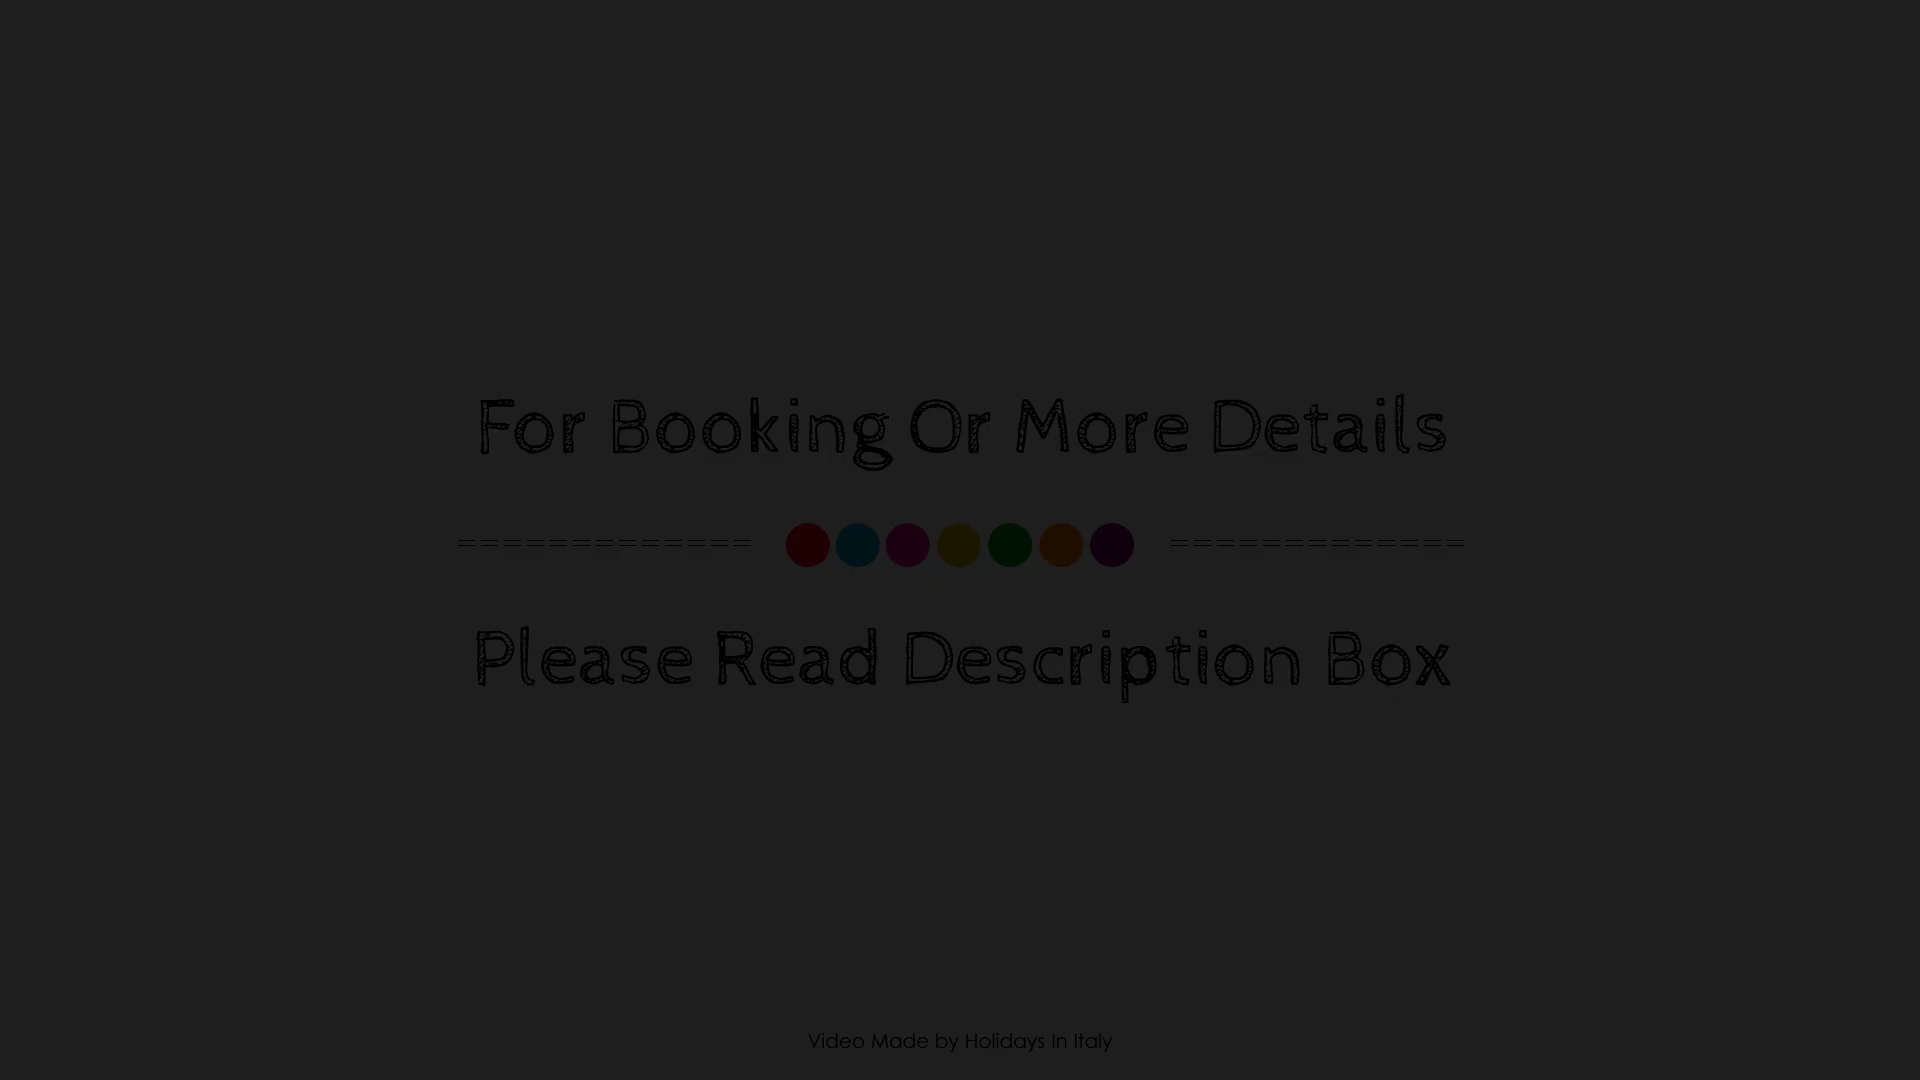 For Booking Or More Details
============= =============
Please Read Description Box
Video Made by Holidays In Italy